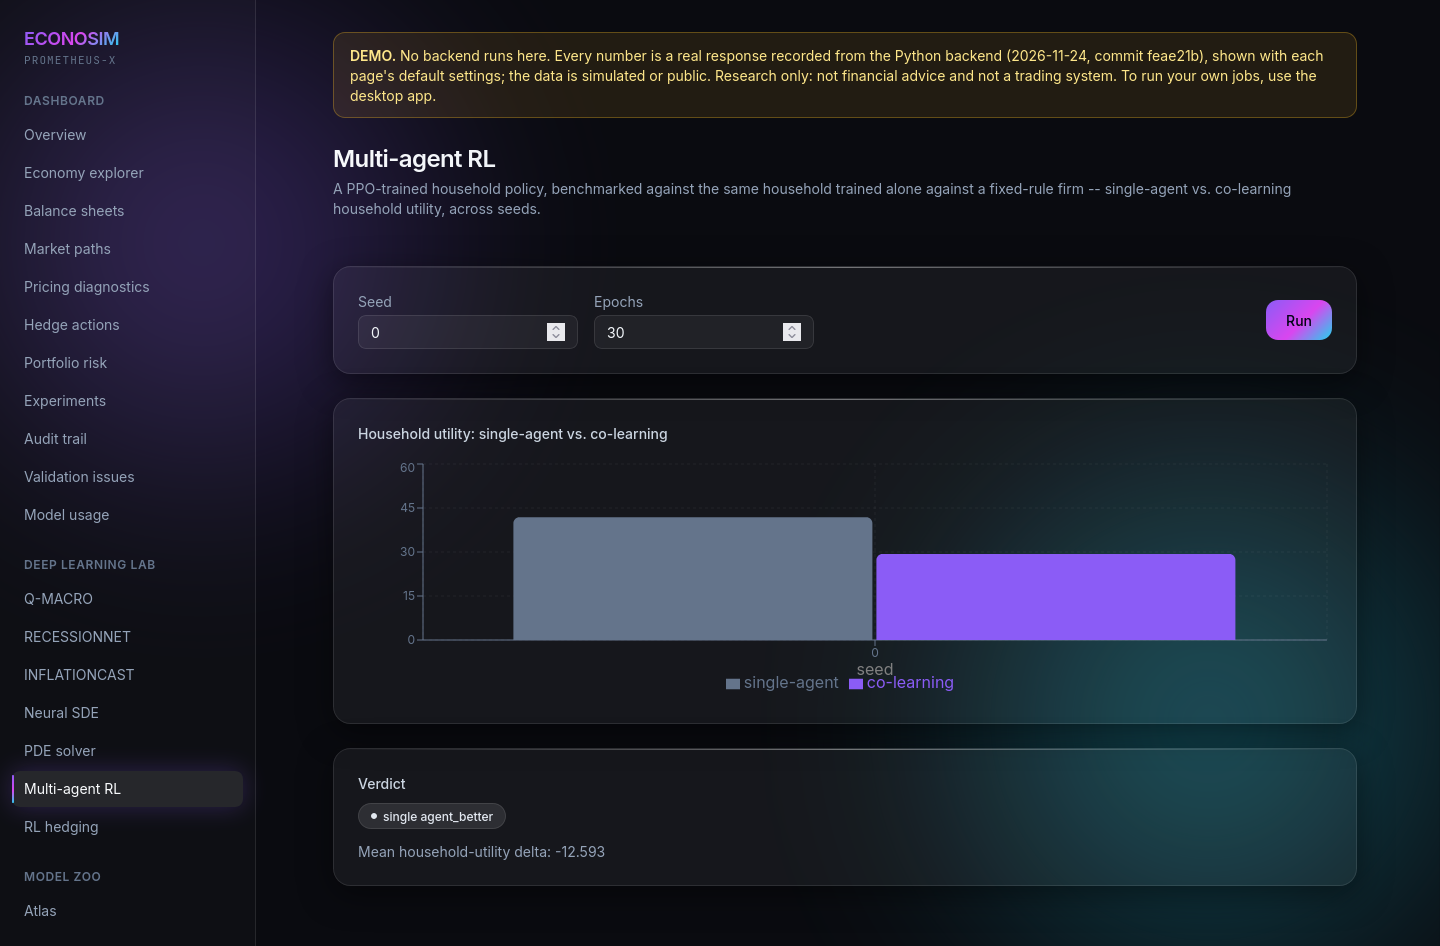 ECONOSIM
PROMETHEUS-X
DASHBOARD
Overview
Economy explorer
Balance sheets
Market paths
Pricing diagnostics
Hedge actions
Portfolio risk
Experiments
Audit trail
Validation issues
Model usage
DEEP LEARNING LAB
Q-MACRO
RECESSIONNET
INFLATIONCAST
Neural SDE
PDE solver
Multi-agent RL
RL hedging
MODEL ZOO
Atlas
DEMO. No backend runs here. Every number is a real response recorded from the Python backend (2026-11-24, commit feae21b), shown with each
page's default settings; the data is simulated or public. Research only: not financial advice and not a trading system. To run your own jobs, use the
desktop app.
Multi-agent RL
A PPO-trained household policy, benchmarked against the same household trained alone against a fixed-rule firm -- single-agent vs. co-learning
household utility, across seeds.
Seed
Epochs
0
30
Run
Household utility: single-agent vs. co-learning
60
45
30
15
0
0
seed
single-agent
co-learning
Verdict
single agent_better
Mean household-utility delta: -12.593